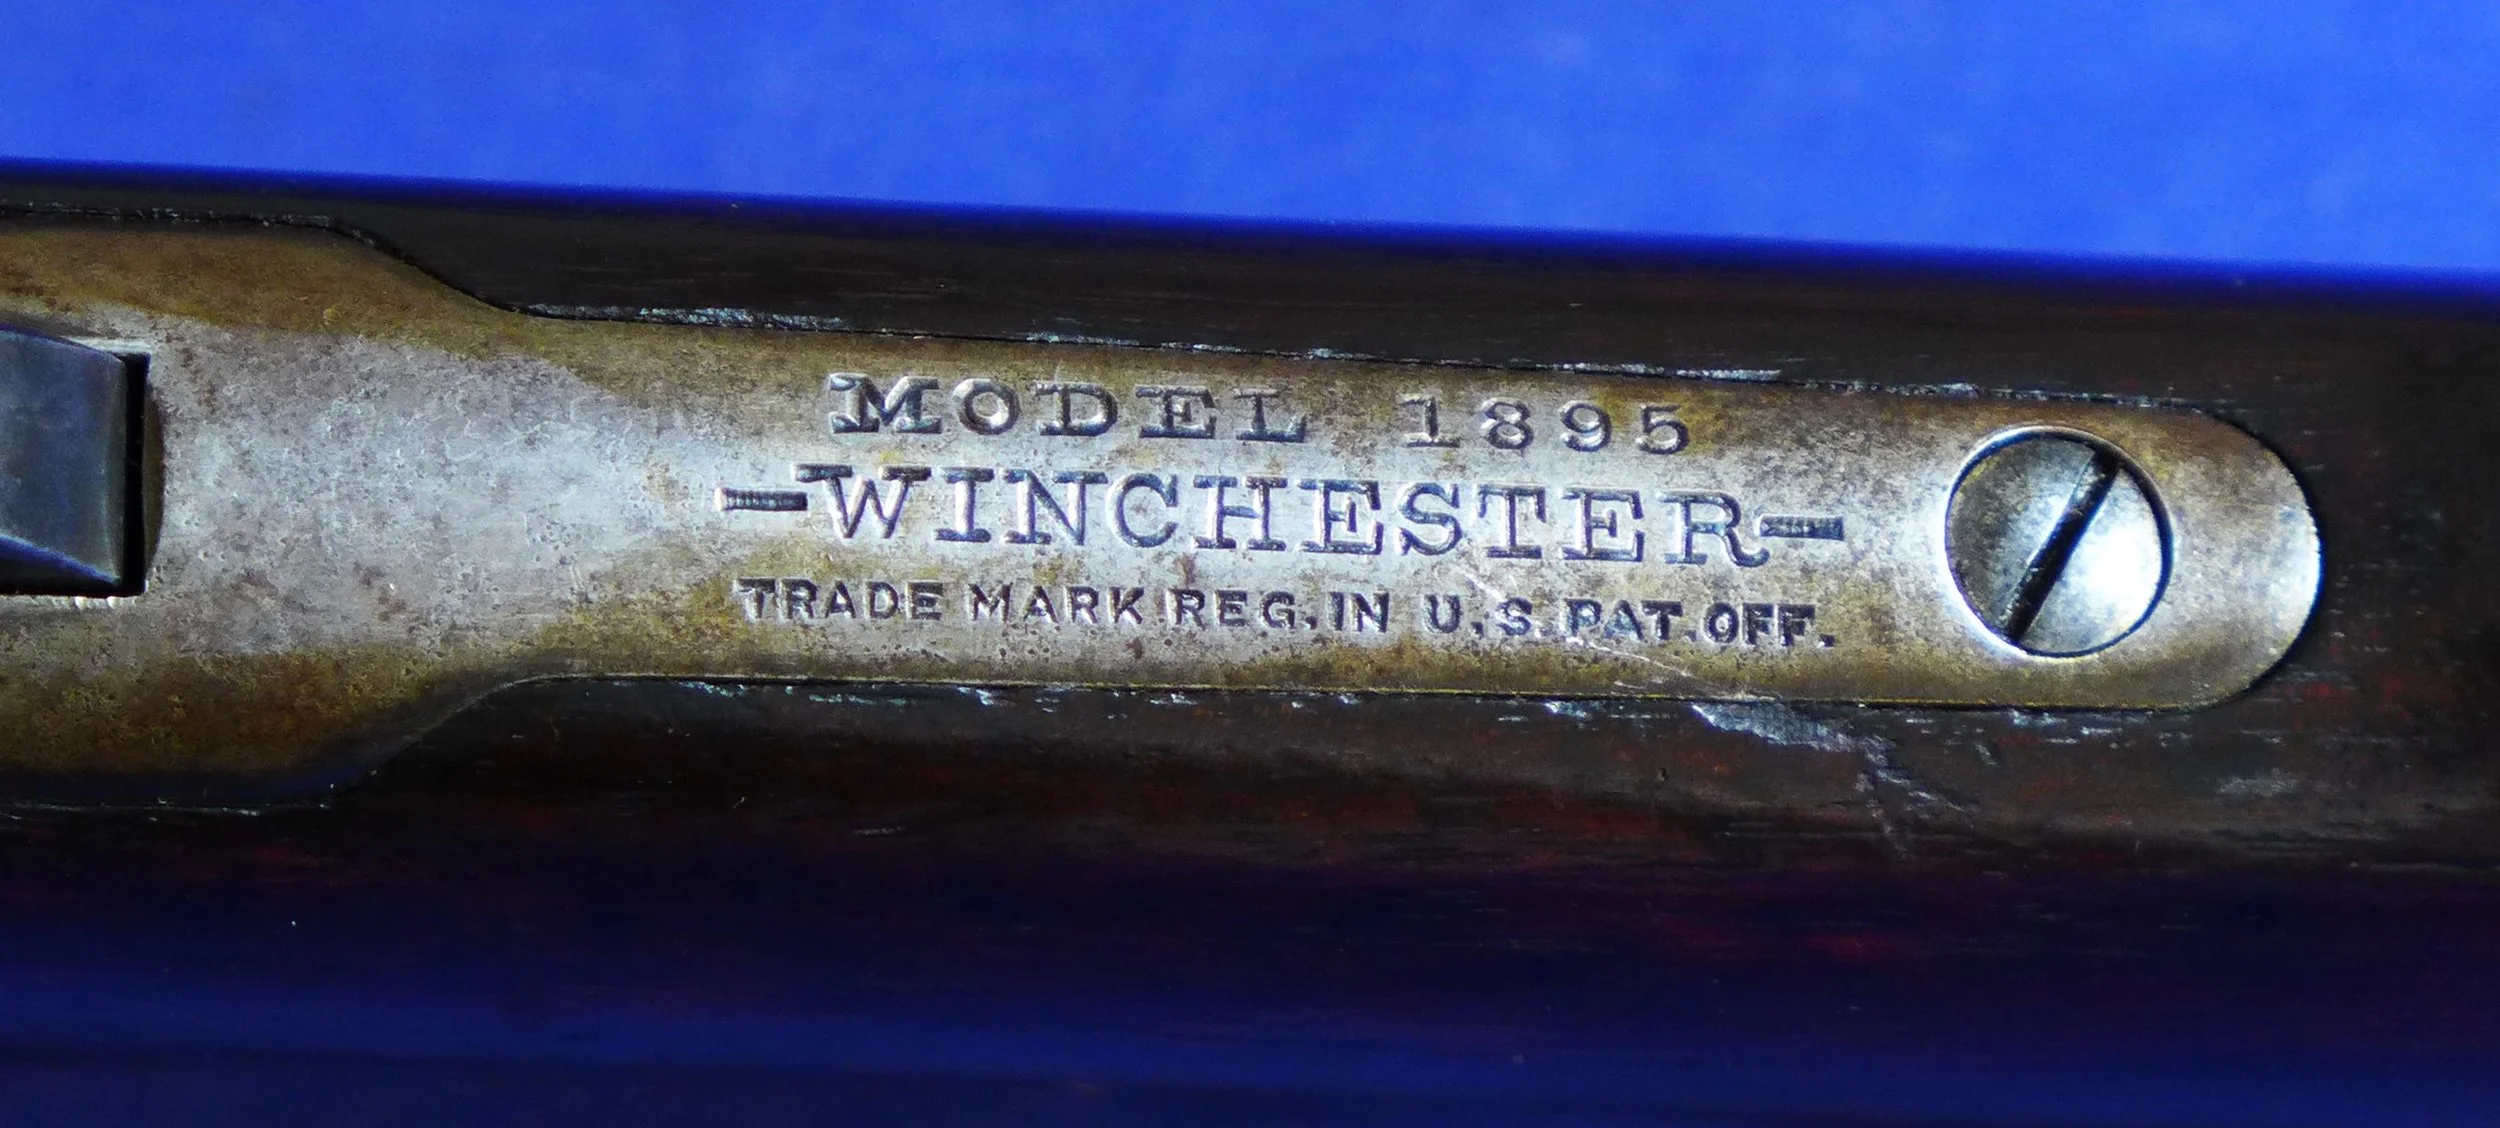 MODEL 1895
-WINCHESTER-
TRADE MARK REG. IN U.S. PAT. OFF.